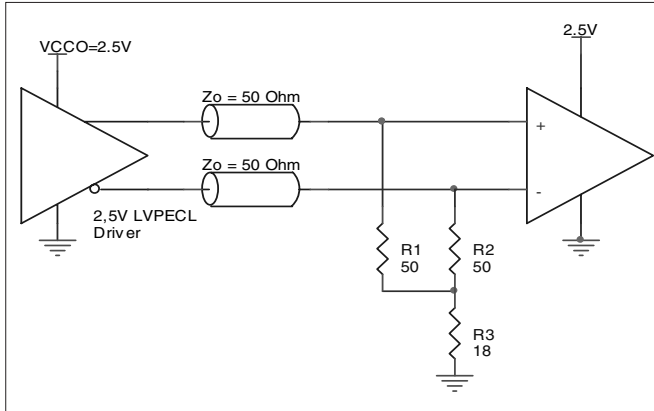 VCCO=2.5V
2.5V
Zo = 50 Ohm
+
Zo = 50 Ohm
-
2,5V LVPECL
Driver
R1
50
R2
50
R3
18